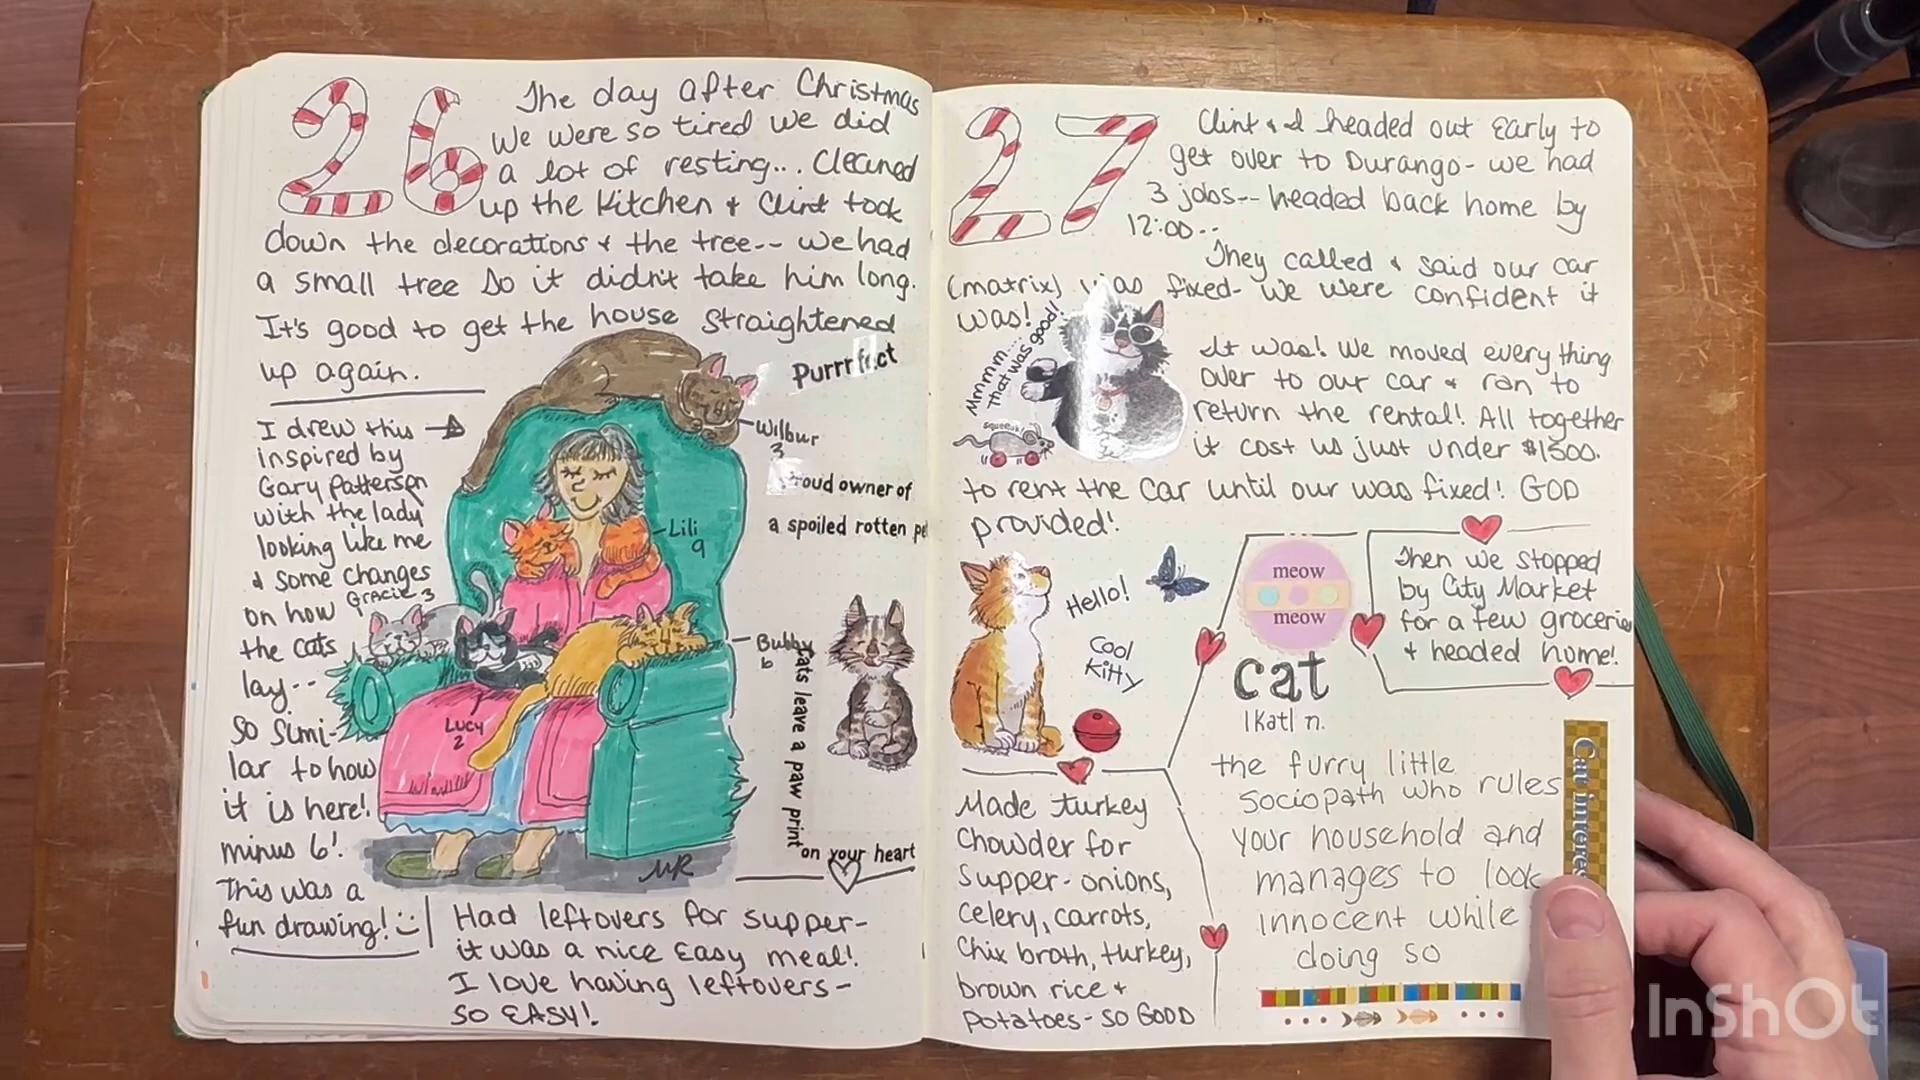 26
The day after Christmas
we were so tired we did
a lot of resting... Cleaned
up the kitchen & Clint took
down the decorations & the tree-- we had
a small tree so it didn't take him long.
It's good to get the house straightened
up again.
I drew this →
inspired by
Gary Patterson
with the lady
looking like me
& some changes
on how
the cats
lay--
so simi-
lar to how
it is here!
minus 6!
This was a
fun drawing!
Purrrfect
Wilbur
3
proud owner of
a spoiled rotten pet
Lili
9
Gracie 3
Bubby
6
Lucy
2
Cats leave a paw print
on your heart
MR
Had leftovers for supper-
it was a nice easy meal!
I love having leftovers-
SO EASY!
27
Clint & I headed out early to
get over to Durango- we had
3 jobs-- headed back home by
12:00..
They called & said our car
(matrix) was fixed- we were confident it
was!
Mmmm...
That was good!
Squeeek!
It was! We moved everything
over to our car & ran to
return the rental! All together
it cost us just under $1500.
to rent the car until our was fixed! GOD
provided!
Hello!
Cool
Kitty
meow
meow
cat
|Kat| n.
the furry little
sociopath who rules
your household and
manages to look
innocent while
doing so
Then we stopped
by City Market
for a few groceries
& headed home!
Made turkey
Chowder for
supper- onions,
celery, carrots,
chix broth, turkey,
brown rice &
potatoes- so GOOD
Cat
InShOt